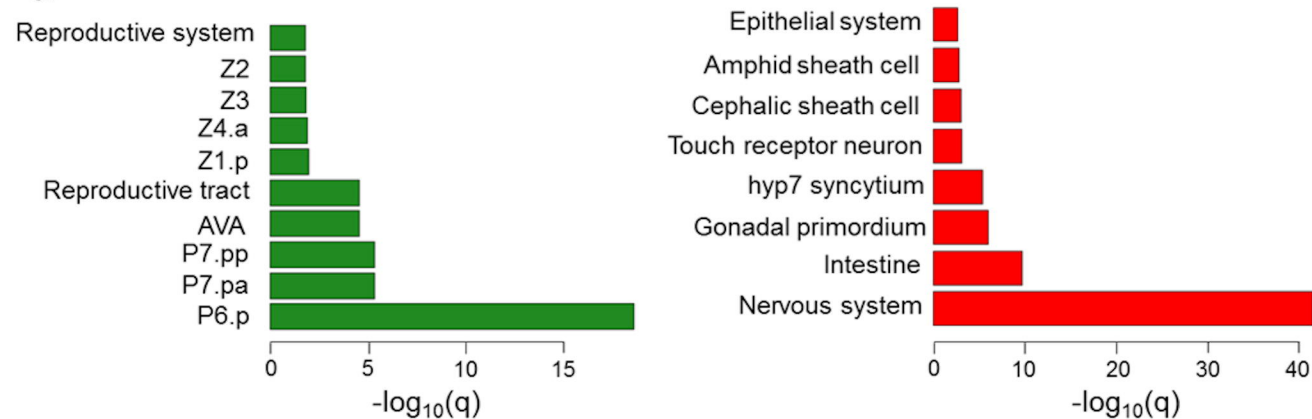 Reproductive system
Z2
Z3
Z4.a
Z1.p
Reproductive tract
AVA
P7.pp
P7.pa
P6.p
0 5 10 15
-log10(q)
Epithelial system
Amphid sheath cell
Cephalic sheath cell
Touch receptor neuron
hyp7 syncytium
Gonadal primordium
Intestine
Nervous system
0 10 20 30 40
-log10(q)